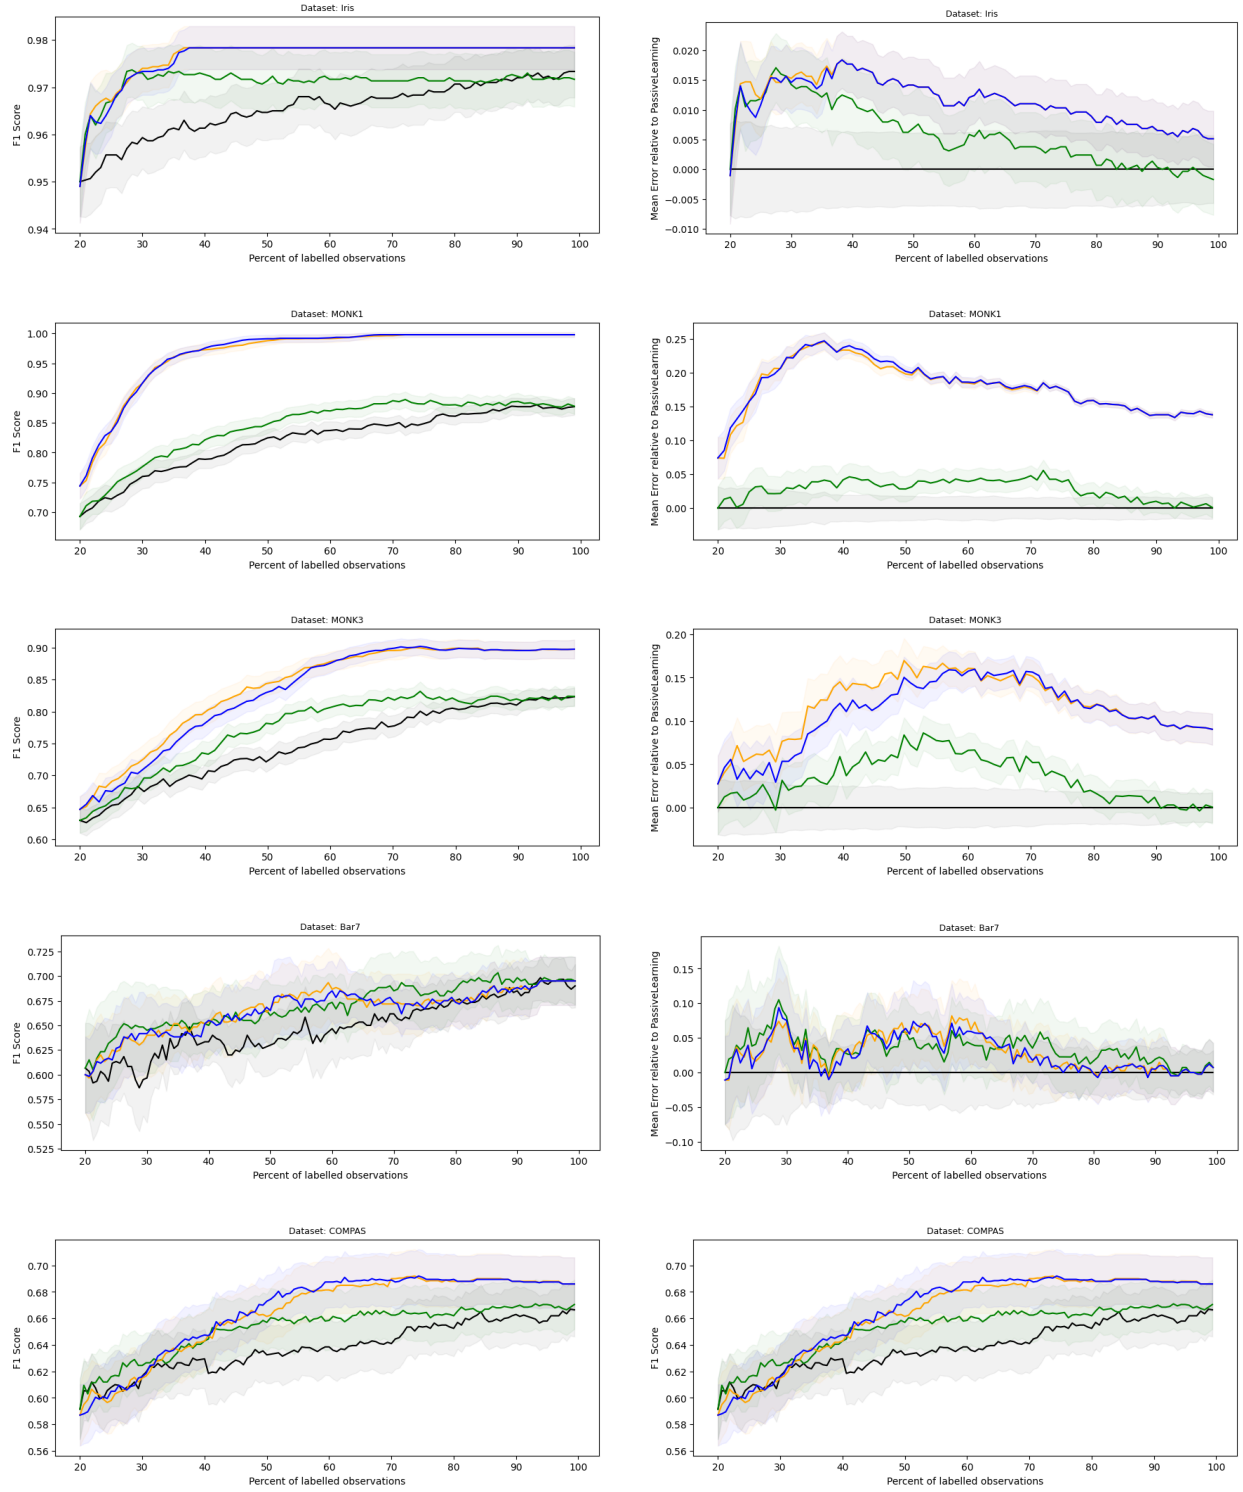 Dataset: Iris
F1 Score
0.98
0.97
0.96
0.95
0.94
20 30 40 50 60 70 80 90 100
Percent of labelled observations
Dataset: Iris
Mean Error relative to PassiveLearning
0.020
0.015
0.010
0.005
0.000
−0.005
−0.010
20 30 40 50 60 70 80 90 100
Percent of labelled observations
Dataset: MONK1
F1 Score
1.00
0.95
0.90
0.85
0.80
0.75
0.70
20 30 40 50 60 70 80 90 100
Percent of labelled observations
Dataset: MONK1
Mean Error relative to PassiveLearning
0.25
0.20
0.15
0.10
0.05
0.00
20 30 40 50 60 70 80 90 100
Percent of labelled observations
Dataset: MONK3
F1 Score
0.90
0.85
0.80
0.75
0.70
0.65
0.60
20 30 40 50 60 70 80 90 100
Percent of labelled observations
Dataset: MONK3
Mean Error relative to PassiveLearning
0.20
0.15
0.10
0.05
0.00
20 30 40 50 60 70 80 90 100
Percent of labelled observations
Dataset: Bar7
F1 Score
0.725
0.700
0.675
0.650
0.625
0.600
0.575
0.550
0.525
20 30 40 50 60 70 80 90 100
Percent of labelled observations
Dataset: Bar7
Mean Error relative to PassiveLearning
0.15
0.10
0.05
0.00
−0.05
−0.10
20 30 40 50 60 70 80 90 100
Percent of labelled observations
Dataset: COMPAS
F1 Score
0.70
0.68
0.66
0.64
0.62
0.60
0.58
0.56
20 30 40 50 60 70 80 90 100
Percent of labelled observations
Dataset: COMPAS
F1 Score
0.70
0.68
0.66
0.64
0.62
0.60
0.58
0.56
20 30 40 50 60 70 80 90 100
Percent of labelled observations